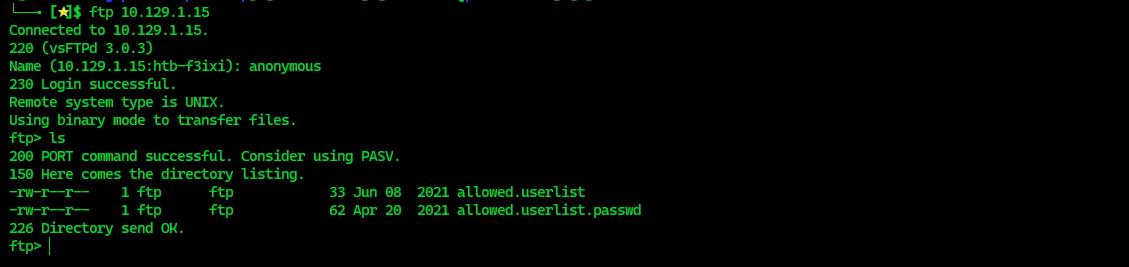 └──╼ [⭐]$ ftp 10.129.1.15
Connected to 10.129.1.15.
220 (vsFTPd 3.0.3)
Name (10.129.1.15:htb-f3ixi): anonymous
230 Login successful.
Remote system type is UNIX.
Using binary mode to transfer files.
ftp> ls
200 PORT command successful. Consider using PASV.
150 Here comes the directory listing.
-rw-r--r--    1 ftp      ftp            33 Jun 08  2021 allowed.userlist
-rw-r--r--    1 ftp      ftp            62 Apr 20  2021 allowed.userlist.passwd
226 Directory send OK.
ftp>